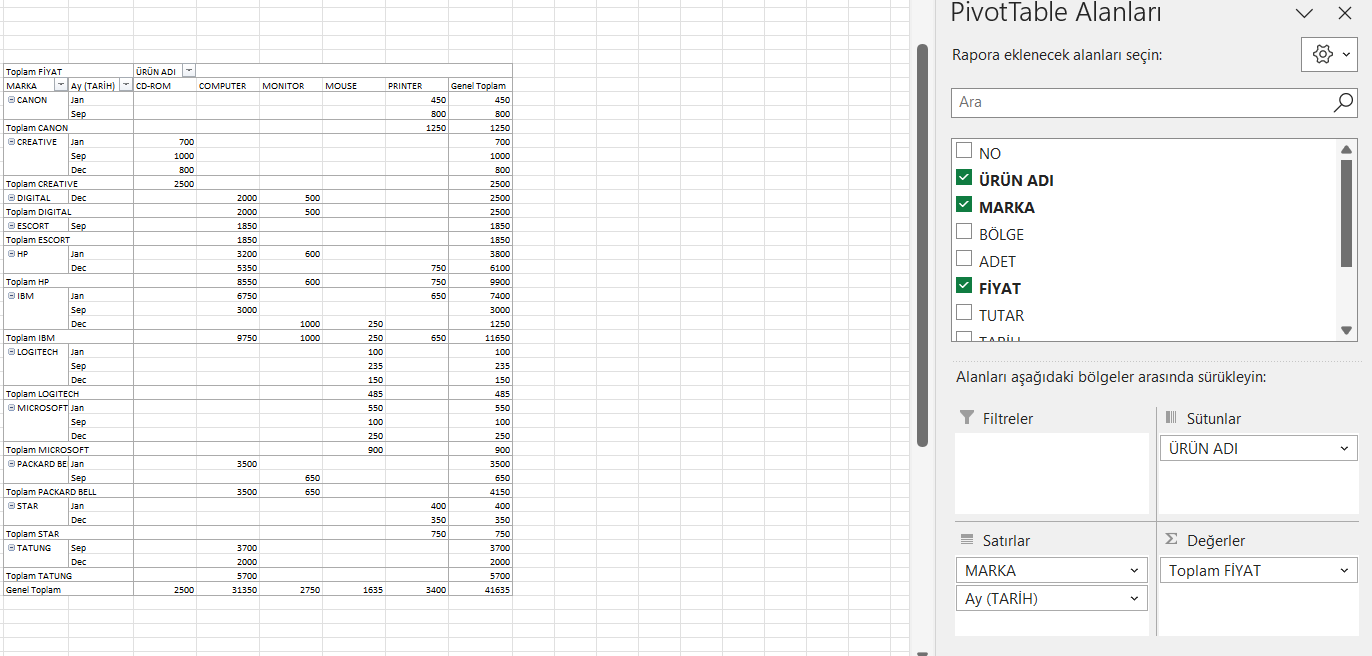 Toplam FİYAT ÜRÜN ADI
MARKA Ay (TARİH) CD-ROM COMPUTER MONITOR MOUSE PRINTER Genel Toplam
CANON Jan 450 450
Sep 800 800
Toplam CANON 1250 1250
CREATIVE Jan 700 700
Sep 1000 1000
Dec 800 800
Toplam CREATIVE 2500 2500
DIGITAL Dec 2000 500 2500
Toplam DIGITAL 2000 500 2500
ESCORT Sep 1850 1850
Toplam ESCORT 1850 1850
HP Jan 3200 600 3800
Dec 5350 750 6100
Toplam HP 8550 600 750 9900
IBM Jan 6750 650 7400
Sep 3000 3000
Dec 1000 250 1250
Toplam IBM 9750 1000 250 650 11650
LOGITECH Jan 100 100
Sep 235 235
Dec 150 150
Toplam LOGITECH 485 485
MICROSOFT Jan 550 550
Sep 100 100
Dec 250 250
Toplam MICROSOFT 900 900
PACKARD BE Jan 3500 3500
Sep 650 650
Toplam PACKARD BELL 3500 650 4150
STAR Jan 400 400
Dec 350 350
Toplam STAR 750 750
TATUNG Sep 3700 3700
Dec 2000 2000
Toplam TATUNG 5700 5700
Genel Toplam 2500 31350 2750 1635 3400 41635
PivotTable Alanları
Rapora eklenecek alanları seçin:
Ara
NO
ÜRÜN ADI
MARKA
BÖLGE
ADET
FİYAT
TUTAR
TARİH
Alanları aşağıdaki bölgeler arasında sürükleyin:
Filtreler
Sütunlar
ÜRÜN ADI
Satırlar
MARKA
Ay (TARİH)
Değerler
Toplam FİYAT